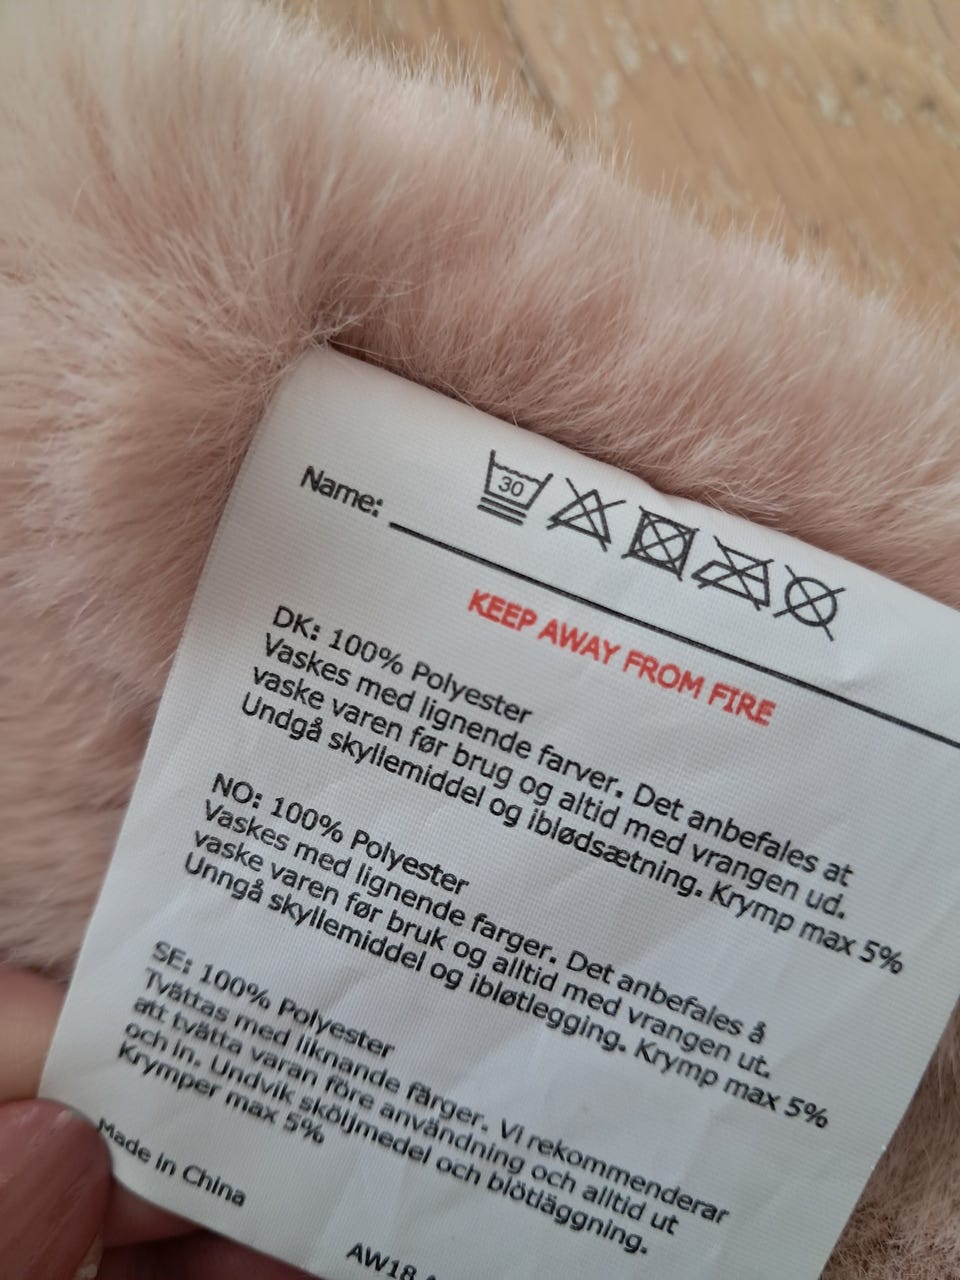 30
Name:
KEEP AWAY FROM FIRE
DK: 100% Polyester
Vaskes med lignende farver. Det anbefales at
vaske varen før brug og altid med vrangen ud.
Undgå skyllemiddel og iblødsætning. Krymp max 5%
NO: 100% Polyester
Vaskes med lignende farger. Det anbefales å
vaske varen før bruk og alltid med vrangen ut.
Unngå skyllemiddel og ibløtlegging. Krymp max 5%
SE: 100% Polyester
Tvättas med liknande färger. Vi rekommenderar
att tvätta varan före användning och alltid ut
och in. Undvik sköljmedel och blötläggning.
Krymper max 5%
Made in China
AW18